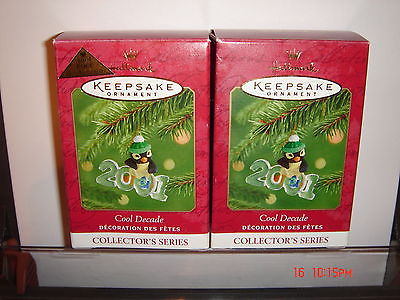 Hallmark
KEEPSAKE
ORNAMENT
2001
Cool Decade
DÉCORATION DES FÊTES
COLLECTOR'S SERIES
Hallmark
KEEPSAKE
ORNAMENT
2001
Cool Decade
DÉCORATION DES FÊTES
COLLECTOR'S SERIES
16 10:15PM